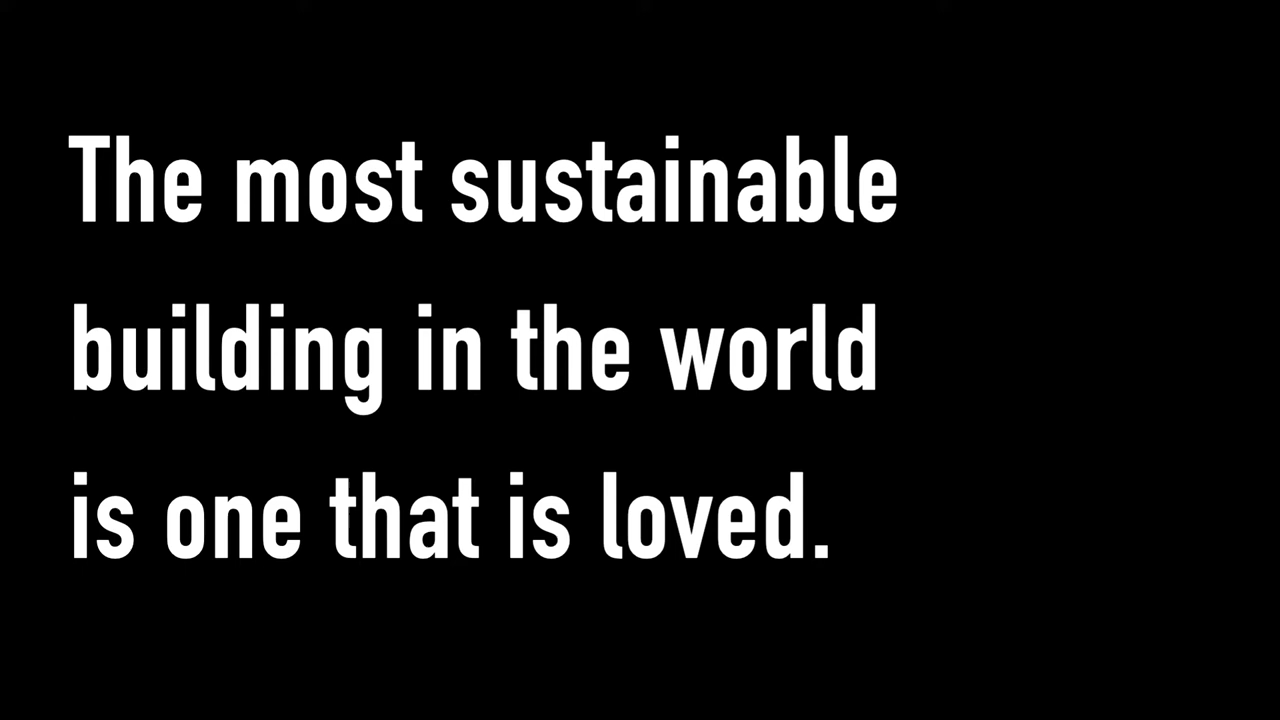 The most sustainable
building in the world
is one that is loved.